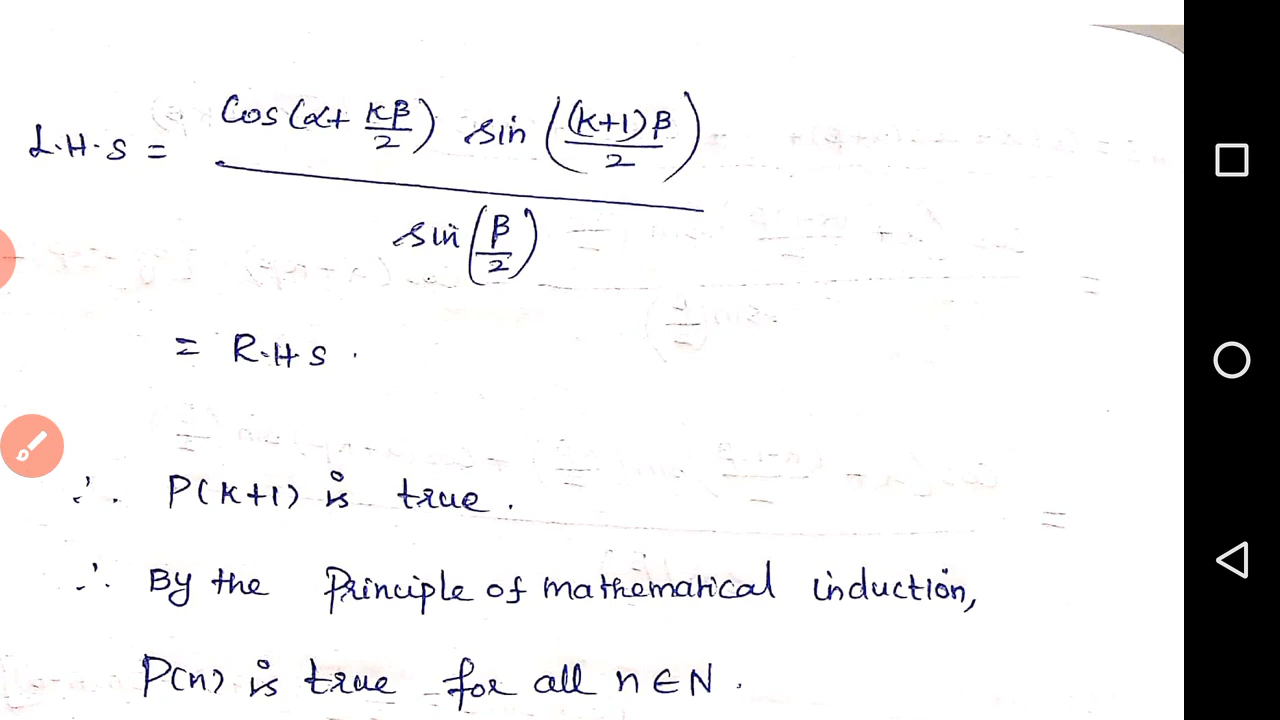 L.H.S = cos(α+ kβ/2) sin((k+1)β/2)
sin(β/2)
= R.H.S.
∴ P(k+1) is true.
∴ By the Principle of mathematical induction,
P(n) is true for all n∈N.